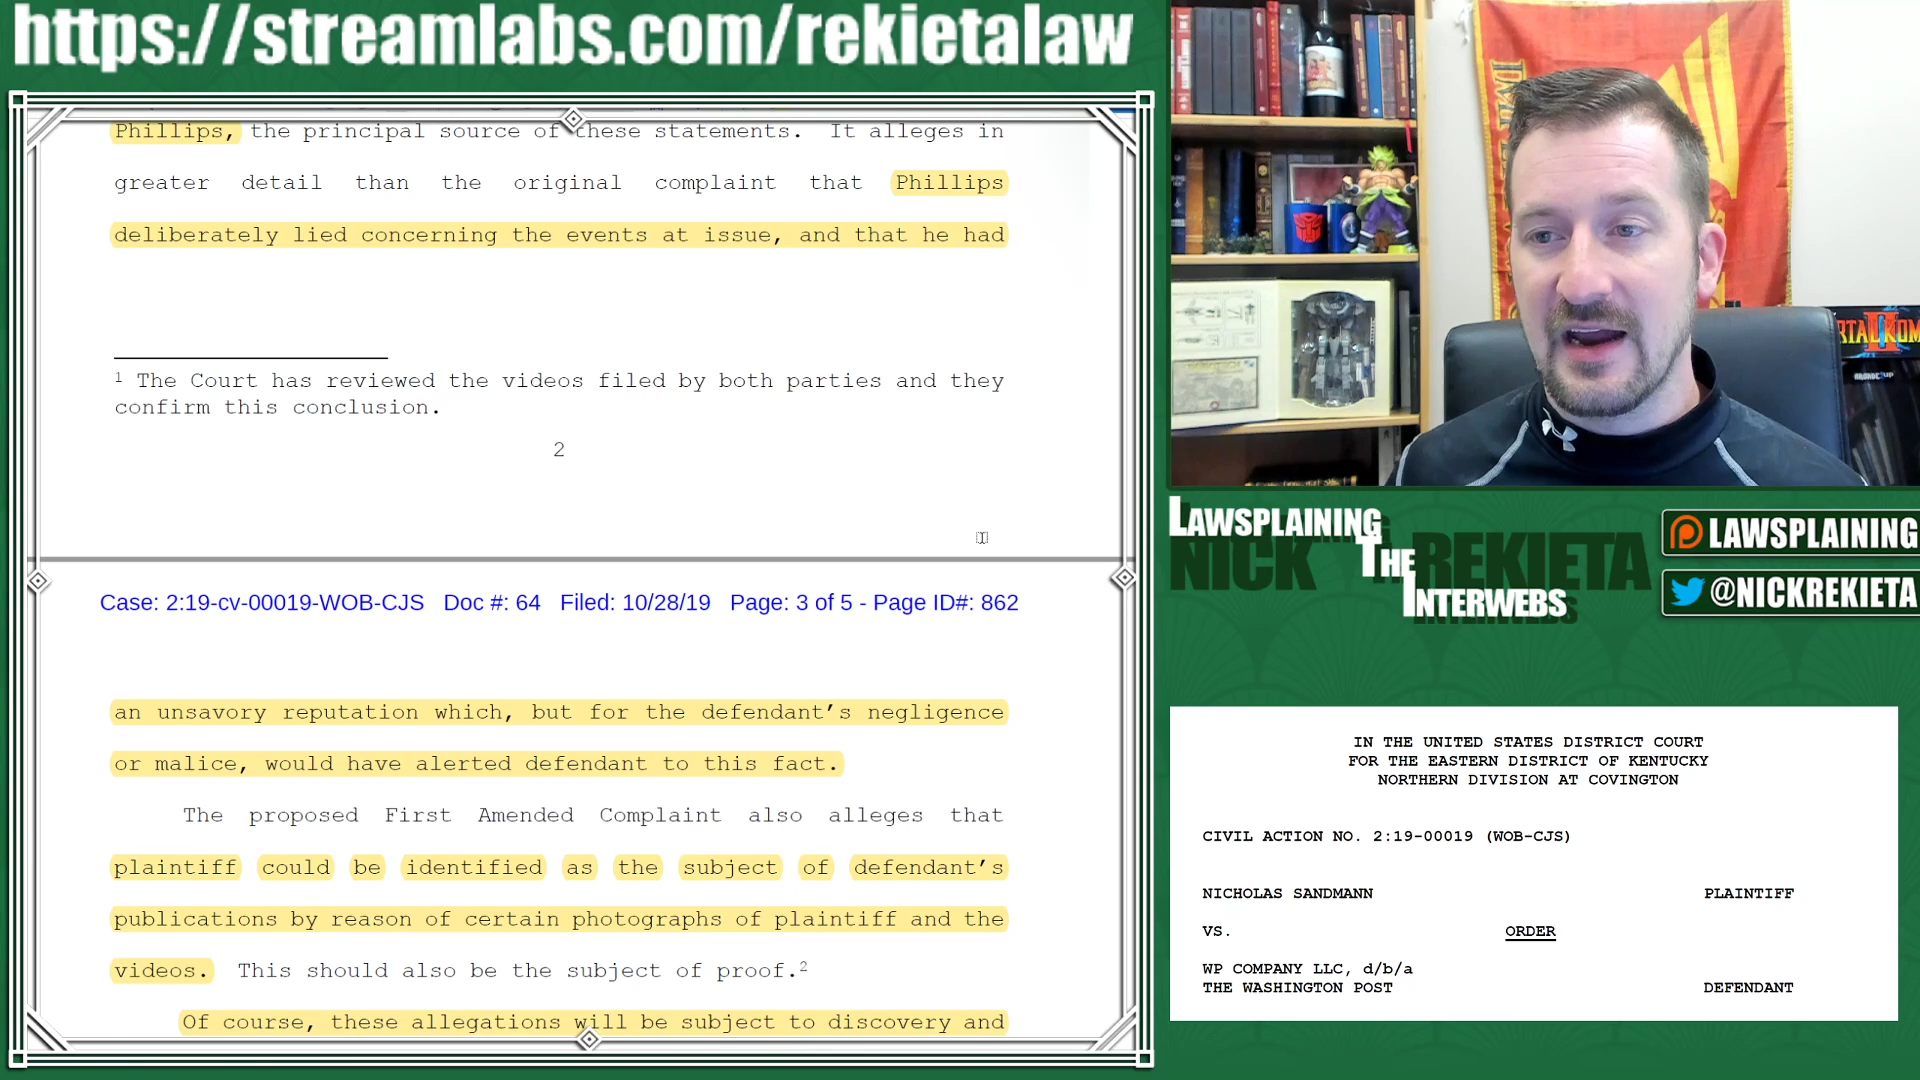 https://streamlabs.com/rekietalaw
Phillips, the principal source of these statements. It alleges in
greater detail than the original complaint that Phillips
deliberately lied concerning the events at issue, and that he had
1 The Court has reviewed the videos filed by both parties and they
confirm this conclusion.
2
Case: 2:19-cv-00019-WOB-CJS Doc #: 64 Filed: 10/28/19 Page: 3 of 5 - Page ID#: 862
an unsavory reputation which, but for the defendant's negligence
or malice, would have alerted defendant to this fact.
The proposed First Amended Complaint also alleges that
plaintiff could be identified as the subject of defendant's
publications by reason of certain photographs of plaintiff and the
videos. This should also be the subject of proof.2
Of course, these allegations will be subject to discovery and
LAWSPLAINING
THE
INTERWEBS
NICK REKIETA
LAWSPLAINING
@NICKREKIETA
IN THE UNITED STATES DISTRICT COURT
FOR THE EASTERN DISTRICT OF KENTUCKY
NORTHERN DIVISION AT COVINGTON
CIVIL ACTION NO. 2:19-00019 (WOB-CJS)
NICHOLAS SANDMANN PLAINTIFF
VS. ORDER
WP COMPANY LLC, d/b/a
THE WASHINGTON POST DEFENDANT